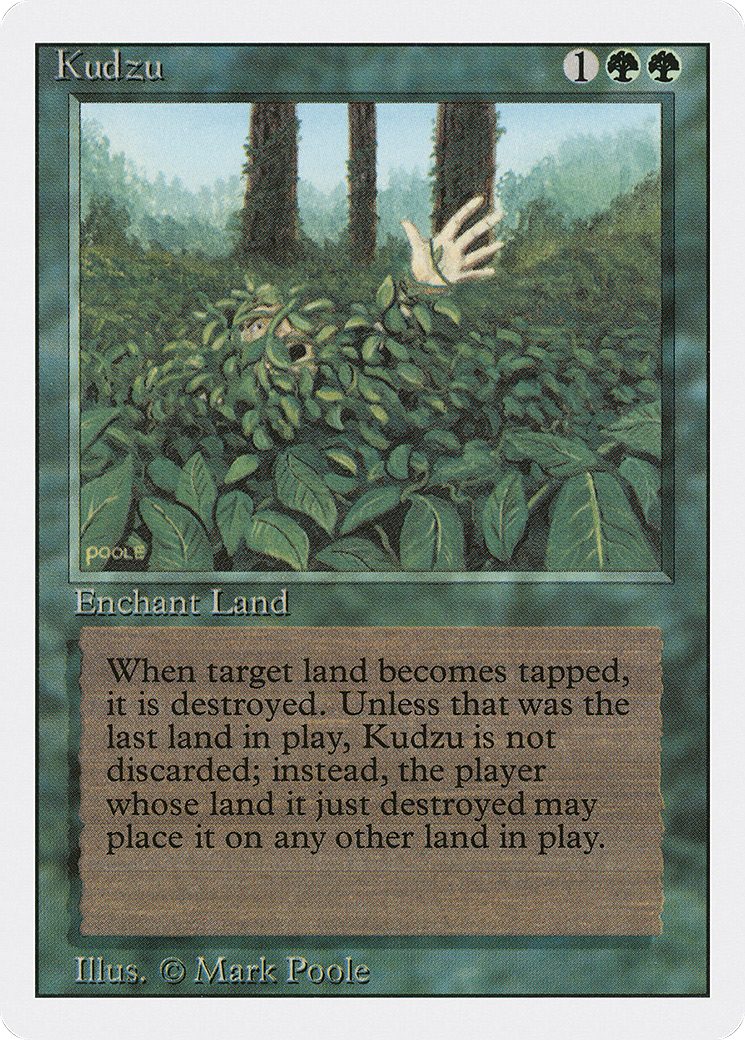 Kudzu 1
POOLE
Enchant Land
When target land becomes tapped,
it is destroyed. Unless that was the
last land in play, Kudzu is not
discarded; instead, the player
whose land it just destroyed may
place it on any other land in play.
Illus. © Mark Poole